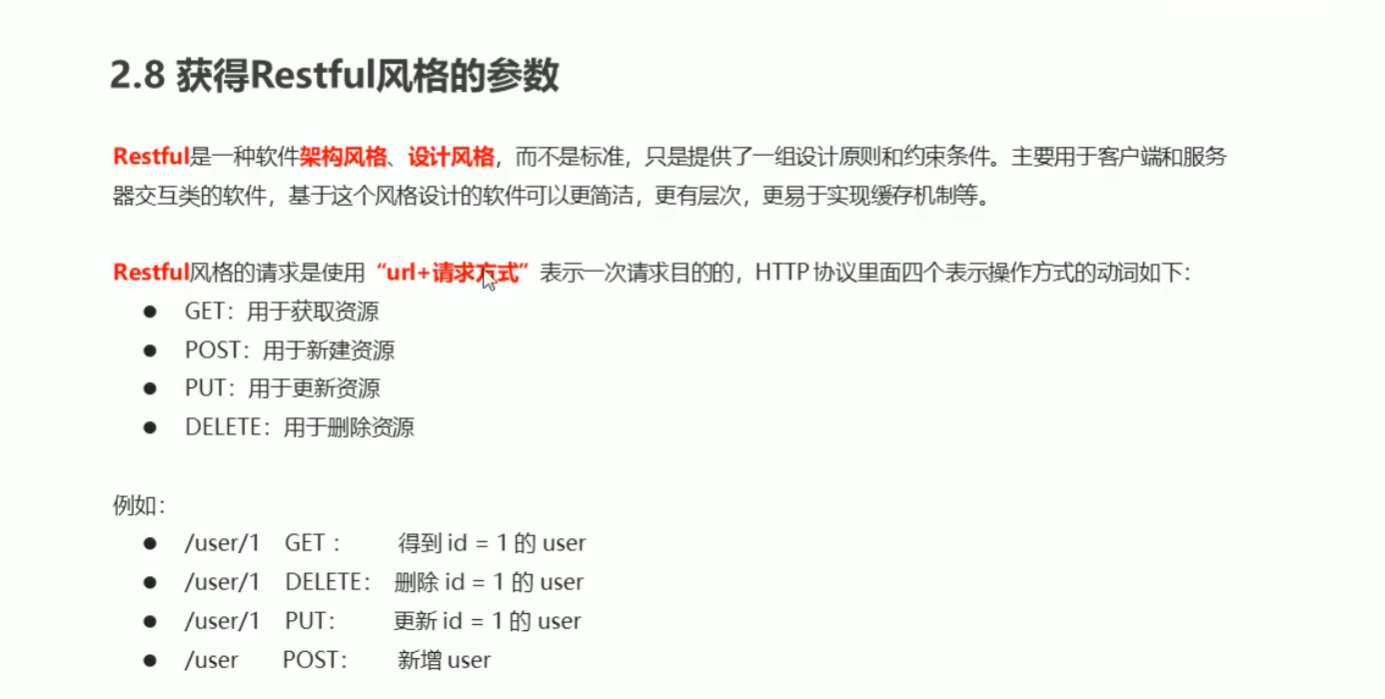 2.8 获得Restful风格的参数
Restful是一种软件架构风格、设计风格，而不是标准，只是提供了一组设计原则和约束条件。主要用于客户端和服务
器交互类的软件，基于这个风格设计的软件可以更简洁，更有层次，更易于实现缓存机制等。
Restful风格的请求是使用“url+请求方式”表示一次请求目的的，HTTP 协议里面四个表示操作方式的动词如下：
● GET：用于获取资源
● POST：用于新建资源
● PUT：用于更新资源
● DELETE：用于删除资源
例如：
● /user/1 GET ： 得到 id = 1 的 user
● /user/1 DELETE： 删除 id = 1 的 user
● /user/1 PUT： 更新 id = 1 的 user
● /user POST： 新增 user